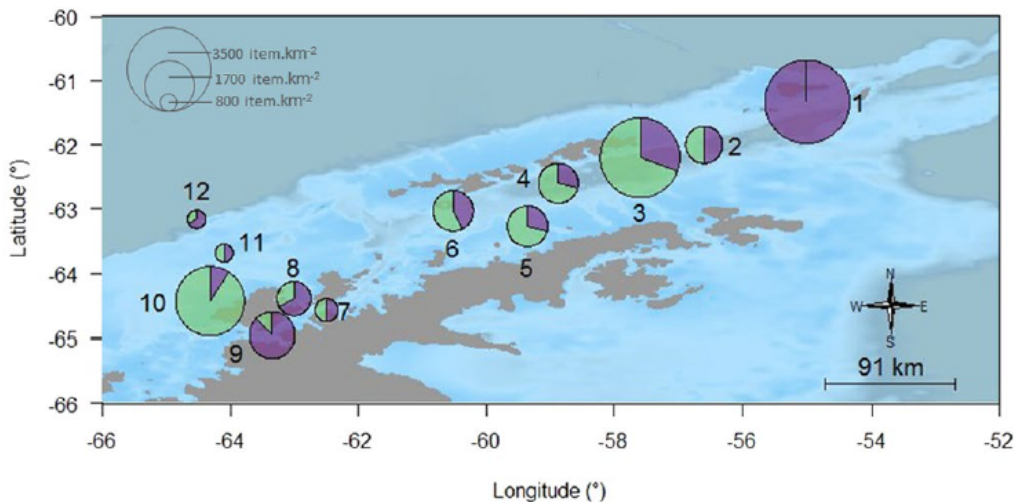 -60
-61
-62
-63
-64
-65
-66
Latitude (°)
3500 item.km-2
1700 item.km-2
800 item.km-2
1
2
3
4
5
6
7
8
9
10
11
12
N
W E
S
91 km
-66 -64 -62 -60 -58 -56 -54 -52
Longitude (°)